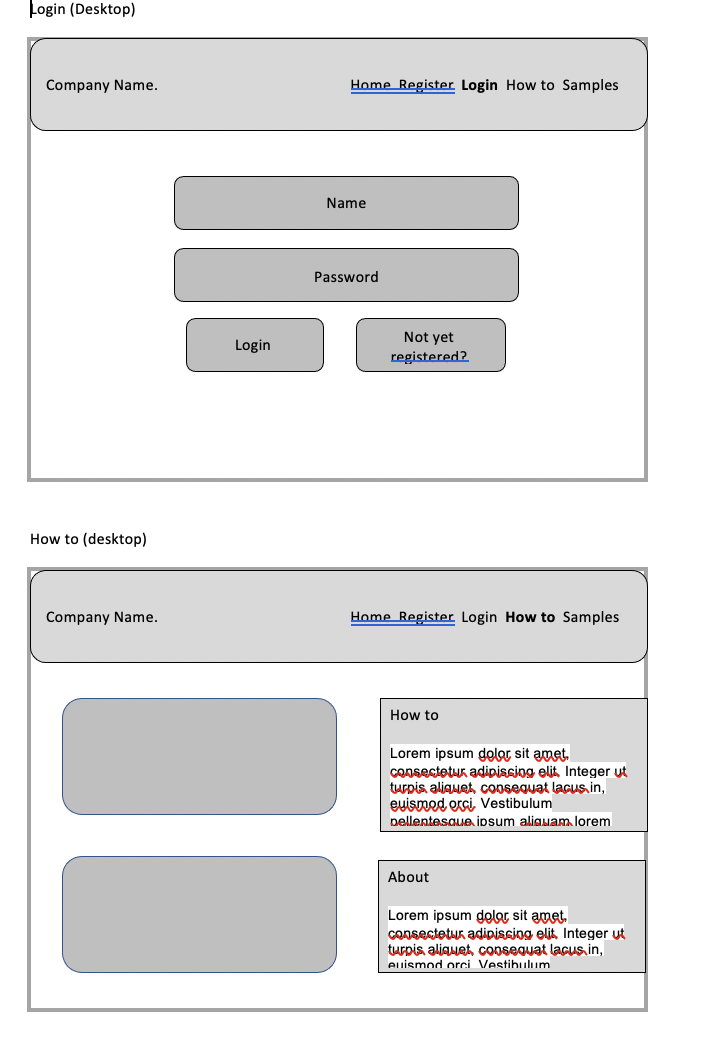 Login (Desktop)
Company Name.
Home  Register  Login  How to  Samples
Name
Password
Login
Not yet
registered?
How to (desktop)
Company Name.
Home  Register  Login  How to  Samples
How to
Lorem ipsum dolor sit amet,
consectetur adipiscing elit. Integer ut
turpis aliquet, consequat lacus in,
euismod orci. Vestibulum
pellentesque ipsum aliquam lorem
About
Lorem ipsum dolor sit amet,
consectetur adipiscing elit. Integer ut
turpis aliquet, consequat lacus in,
euismod orci. Vestibulum